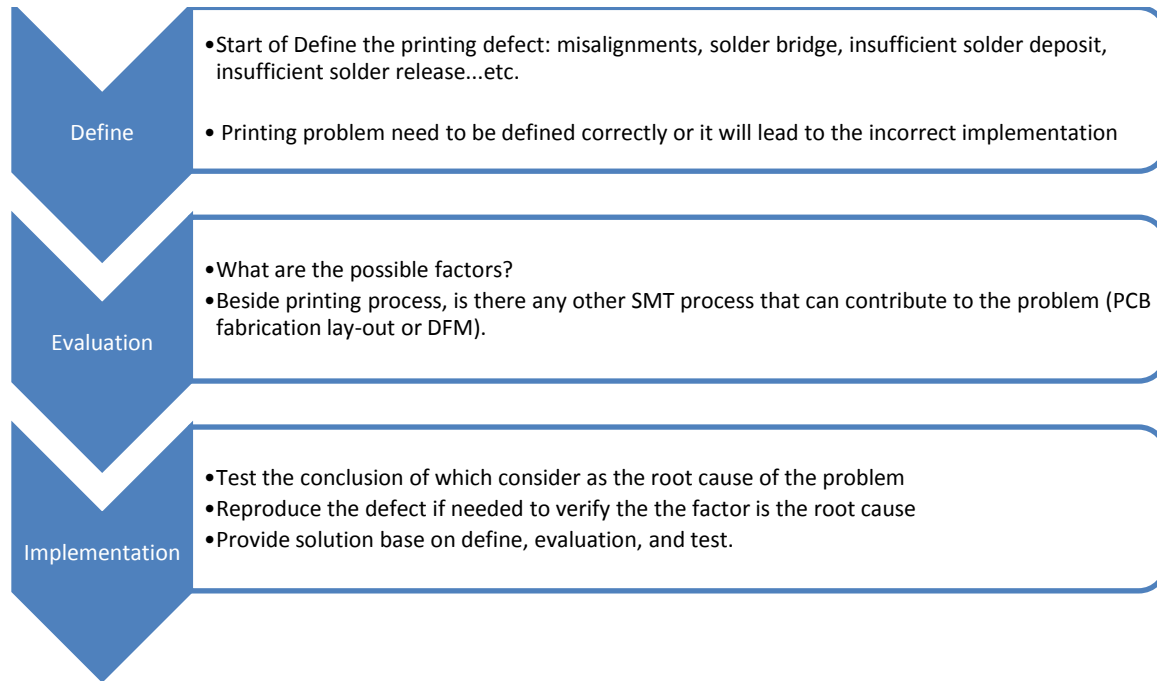 •Start of Define the printing defect: misalignments, solder bridge, insufficient solder deposit,
insufficient solder release...etc.
• Printing problem need to be defined correctly or it will lead to the incorrect implementation
Define
•What are the possible factors?
•Beside printing process, is there any other SMT process that can contribute to the problem (PCB
fabrication lay-out or DFM).
Evaluation
•Test the conclusion of which consider as the root cause of the problem
•Reproduce the defect if needed to verify the the factor is the root cause
•Provide solution base on define, evaluation, and test.
Implementation